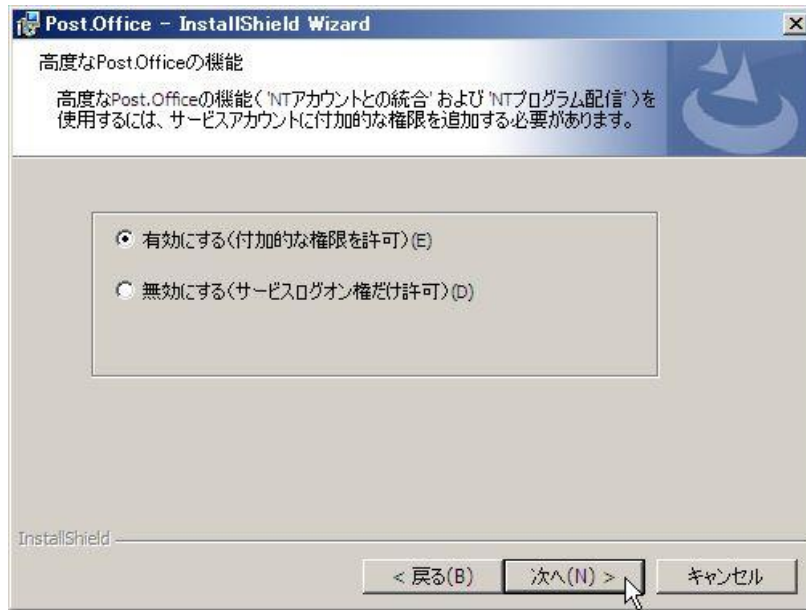 Post.Office - InstallShield Wizard
高度なPost.Officeの機能
高度なPost.Officeの機能( 'NTアカウントとの統合' および 'NTプログラム配信' )を
使用するには、サービスアカウントに付加的な権限を追加する必要があります。
有効にする(付加的な権限を許可)(E)
無効にする(サービスログオン権だけ許可)(D)
InstallShield
< 戻る(B)
次へ(N) >
キャンセル